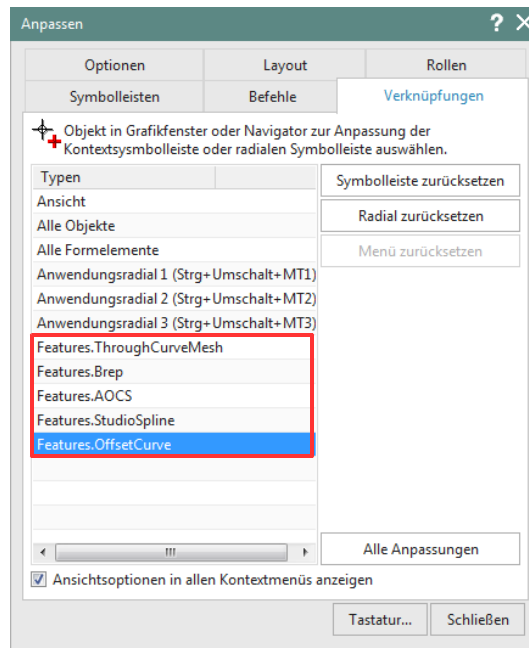 Anpassen
?
Optionen
Layout
Rollen
Symbolleisten
Befehle
Verknüpfungen
Objekt in Grafikfenster oder Navigator zur Anpassung der
Kontextsysmbolleiste oder radialen Symbolleiste auswählen.
Typen
Symbolleiste zurücksetzen
Ansicht
Radial zurücksetzen
Alle Objekte
Alle Formelemente
Menü zurücksetzen
Anwendungsradial 1 (Strg+Umschalt+MT1)
Anwendungsradial 2 (Strg+Umschalt+MT2)
Anwendungsradial 3 (Strg+Umschalt+MT3)
Features.ThroughCurveMesh
Features.Brep
Features.AOCS
Features.StudioSpline
Features.OffsetCurve
Alle Anpassungen
Ansichtsoptionen in allen Kontextmenüs anzeigen
Tastatur...
Schließen